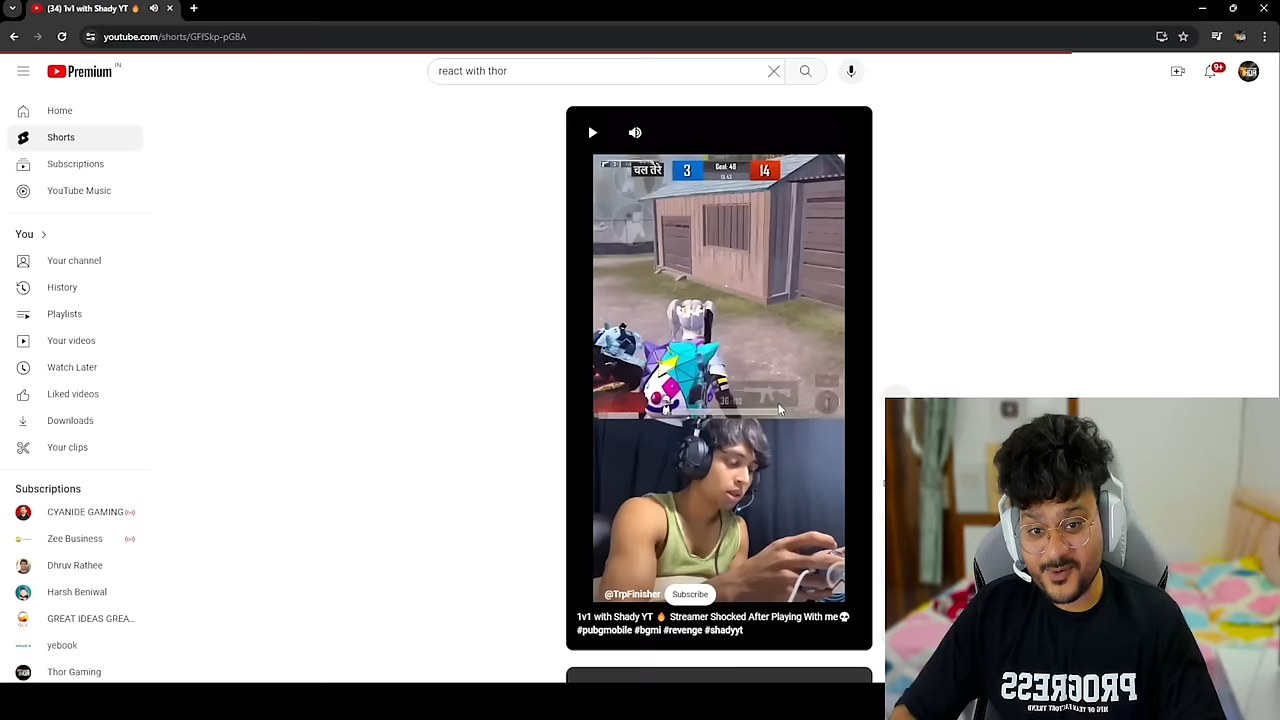 (34) 1v1 with Shady YT 🔥
youtube.com/shorts/GFfSkp-pGBA
Premium IN
react with thor
9+
Home
Shorts
Subscriptions
YouTube Music
You
Your channel
History
Playlists
Your videos
Watch Later
Liked videos
Downloads
Your clips
Subscriptions
CYANIDE GAMING
Zee Business
Dhruv Rathee
Harsh Beniwal
GREAT IDEAS GREA...
yebook
Thor Gaming
चल तेरे
3
Goal: 40
14
@TrpFinisher
Subscribe
1v1 with Shady YT 🔥 Streamer Shocked After Playing With me💀
#pubgmobile #bgmi #revenge #shadyyt
PROGRESS